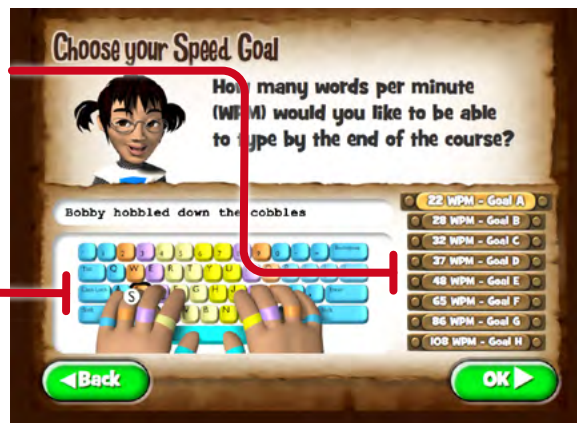 Choose your Speed Goal
How many words per minute
(WPM) would you like to be able
to type by the end of the course?
Bobby hobbled down the cobbles
22 WPM - Goal A
28 WPM - Goal B
32 WPM - Goal C
37 WPM - Goal D
48 WPM - Goal E
65 WPM - Goal F
86 WPM - Goal G
108 WPM - Goal H
Q W E R T Y U
S
Back
OK